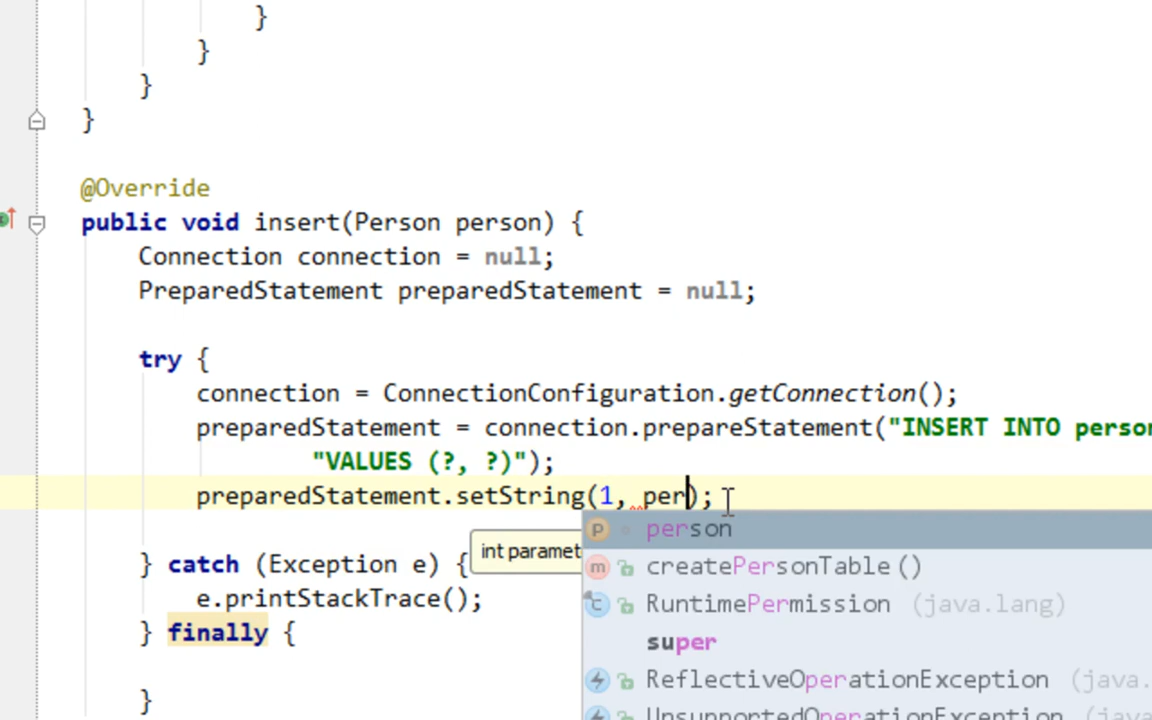 }
}
}
}
@Override
public void insert(Person person) {
Connection connection = null;
PreparedStatement preparedStatement = null;
try {
connection = ConnectionConfiguration.getConnection();
preparedStatement = connection.prepareStatement("INSERT INTO person
"VALUES (?, ?)");
preparedStatement.setString(1, per);
person
int paramet
} catch (Exception e) {
createPersonTable()
RuntimePermission (java.lang)
e.printStackTrace();
} finally {
super
ReflectiveOperationException (java.
}
UnsupportedOperationException (java